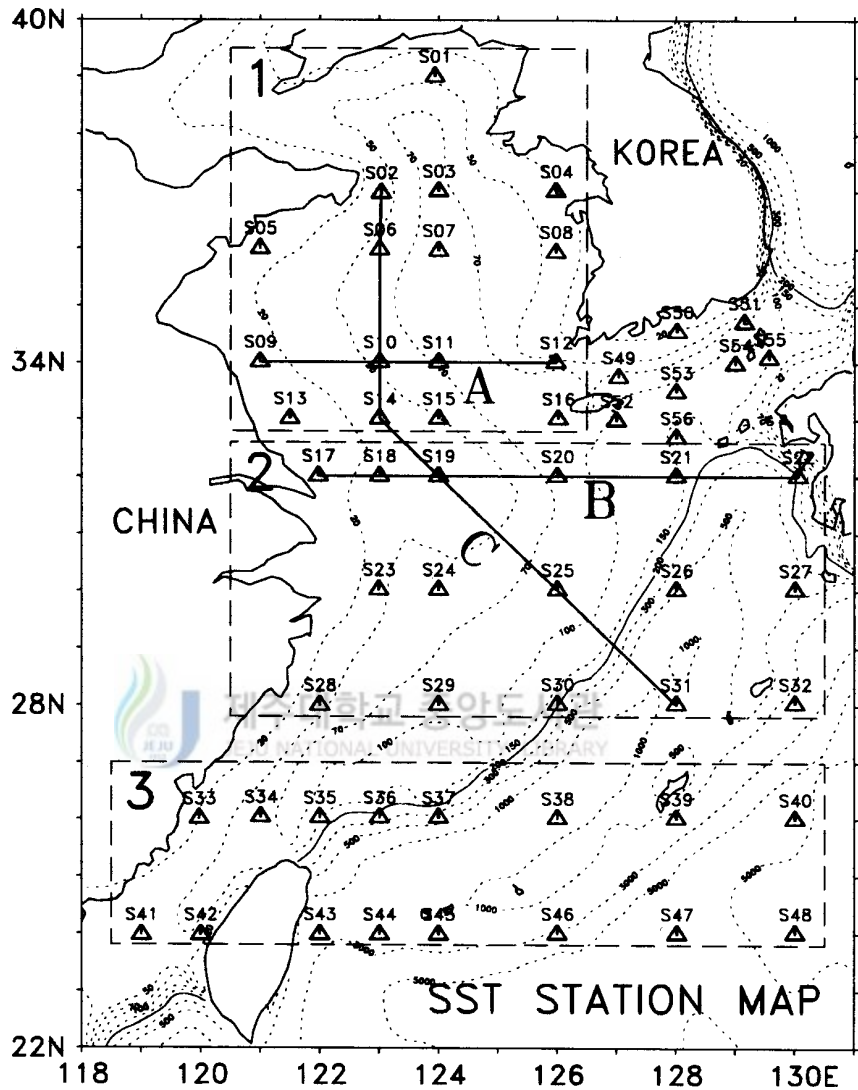 40N
S01
1
KOREA
S02 S03 S04
S05 S06 S07 S08
S50 S51
S09 S10 S11 S12 S54 S55
34N
S49
A
S53
S13 S14 S15 S16 S52
S56
2
S17 S18 S19 S20 S21 S22
B
CHINA
C
S23 S24 S25 S26 S27
S28 S29 S30 S31 S32
28N
제주대학교 중앙도서관
JEJU NATIONAL UNIVERSITY LIBRARY
JEJU
3
S33 S34 S35 S36 S37 S38 S39 S40
S41 S42 S43 S44 S45 S46 S47 S48
SST STATION MAP
22N
118 120 122 124 126 128 130E